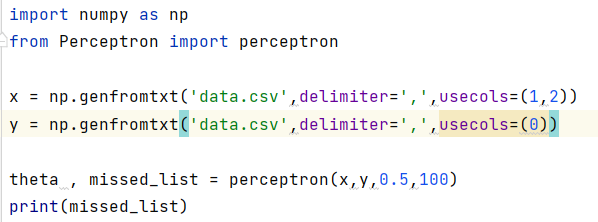 import numpy as np
from Perceptron import perceptron
x = np.genfromtxt('data.csv',delimiter=',',usecols=(1,2))
y = np.genfromtxt('data.csv',delimiter=',',usecols=(0))
theta , missed_list = perceptron(x,y,0.5,100)
print(missed_list)